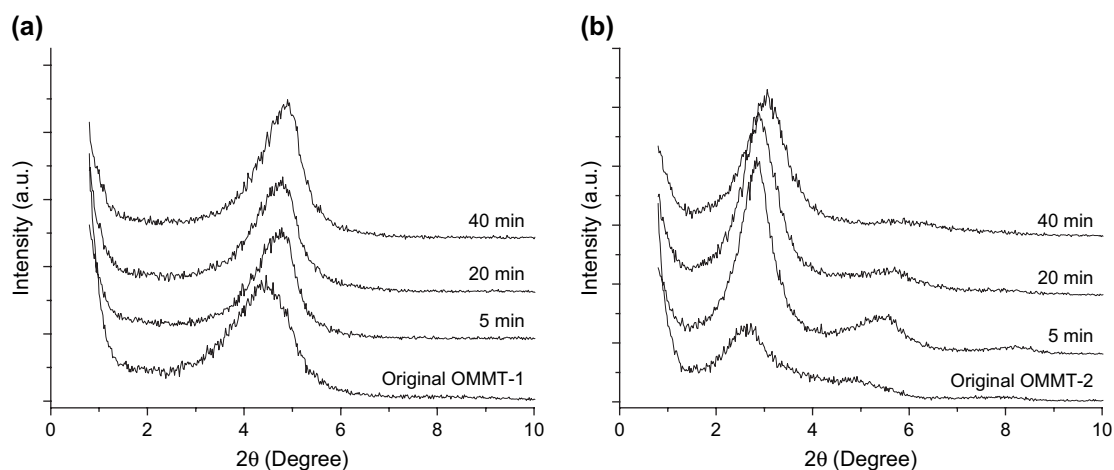 (a)
Intensity (a.u.)
40 min
20 min
5 min
Original OMMT-1
0 2 4 6 8 10
2θ (Degree)
(b)
Intensity (a.u.)
40 min
20 min
5 min
Original OMMT-2
0 2 4 6 8 10
2θ (Degree)